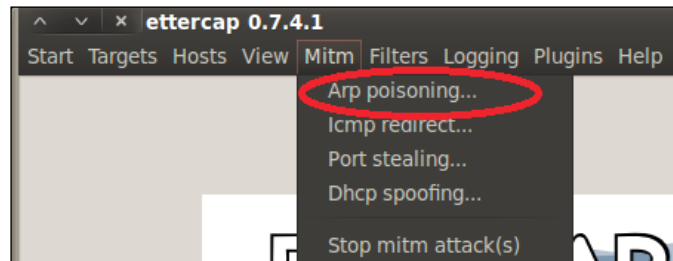 ettercap 0.7.4.1
Start Targets Hosts View Mitm Filters Logging Plugins Help
Arp poisoning...
Icmp redirect...
Port stealing...
Dhcp spoofing...
Stop mitm attack(s)